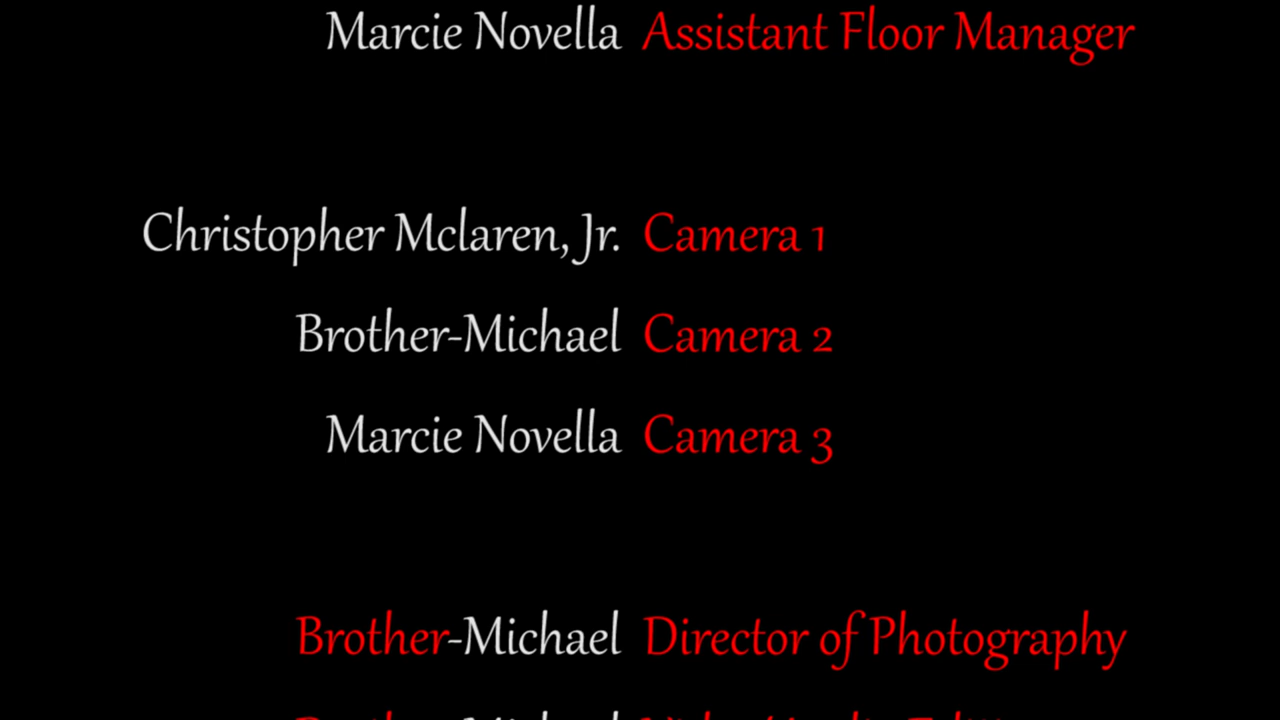 Marcie Novella Assistant Floor Manager
Christopher Mclaren, Jr. Camera 1
Brother-Michael Camera 2
Marcie Novella Camera 3
Brother-Michael Director of Photography